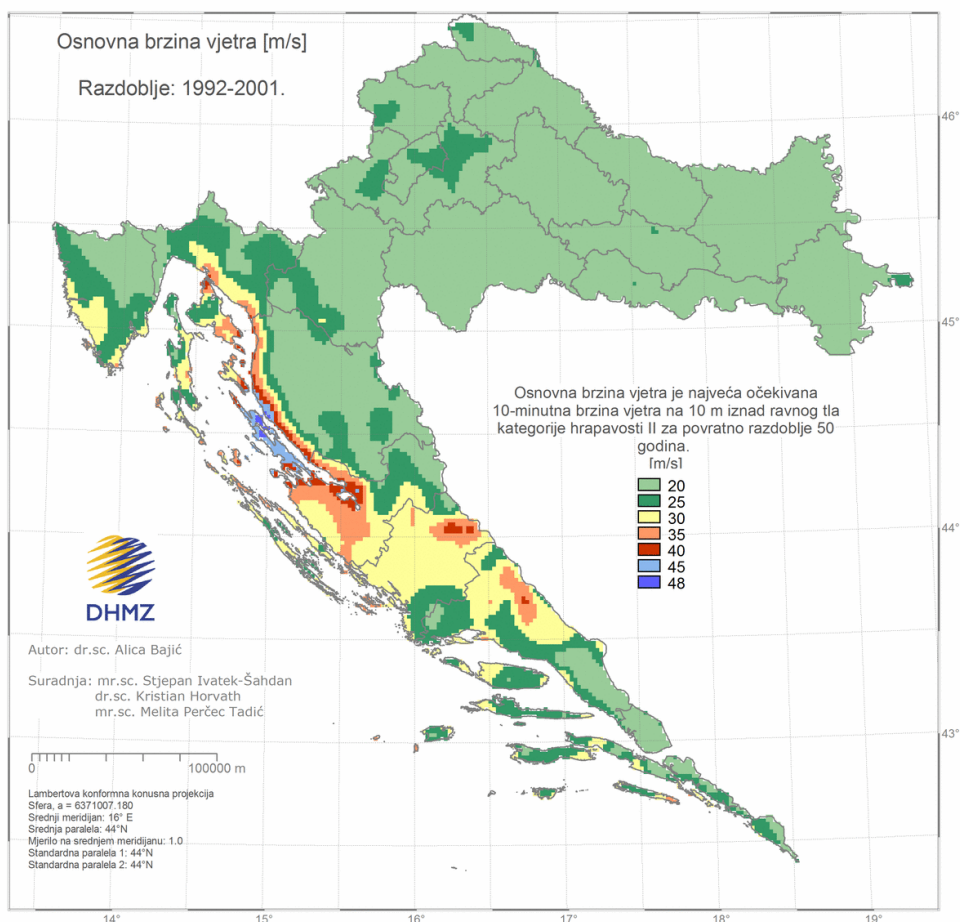 Osnovna brzina vjetra [m/s]
Razdoblje: 1992-2001.
46°
45°
Osnovna brzina vjetra je najveća očekivana
10-minutna brzina vjetra na 10 m iznad ravnog tla
kategorije hrapavosti II za povratno razdoblje 50
godina.
[m/s]
20
25
30
35
40
45
48
44°
DHMZ
Autor: dr.sc. Alica Bajić
Suradnja: mr.sc. Stjepan Ivatek-Šahdan
dr.sc. Kristian Horvath
mr.sc. Melita Perčec Tadić
43°
0 100000 m
Lambertova konformna konusna projekcija
Sfera, a = 6371007.180
Srednji meridijan: 16° E
Srednja paralela: 44°N
Mjerilo na srednjem meridijanu: 1.0
Standardna paralela 1: 44°N
Standardna paralela 2: 44°N
14° 15° 16° 17° 18° 19°